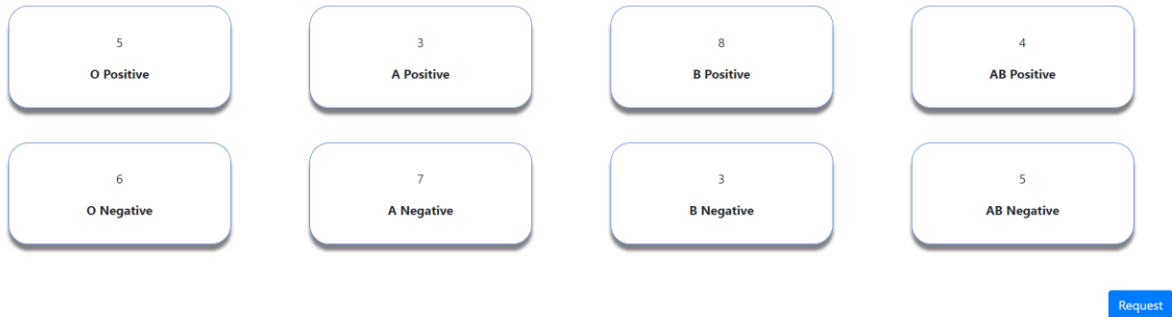 5 3 8 4
O Positive A Positive B Positive AB Positive
6 7 3 5
O Negative A Negative B Negative AB Negative
Request